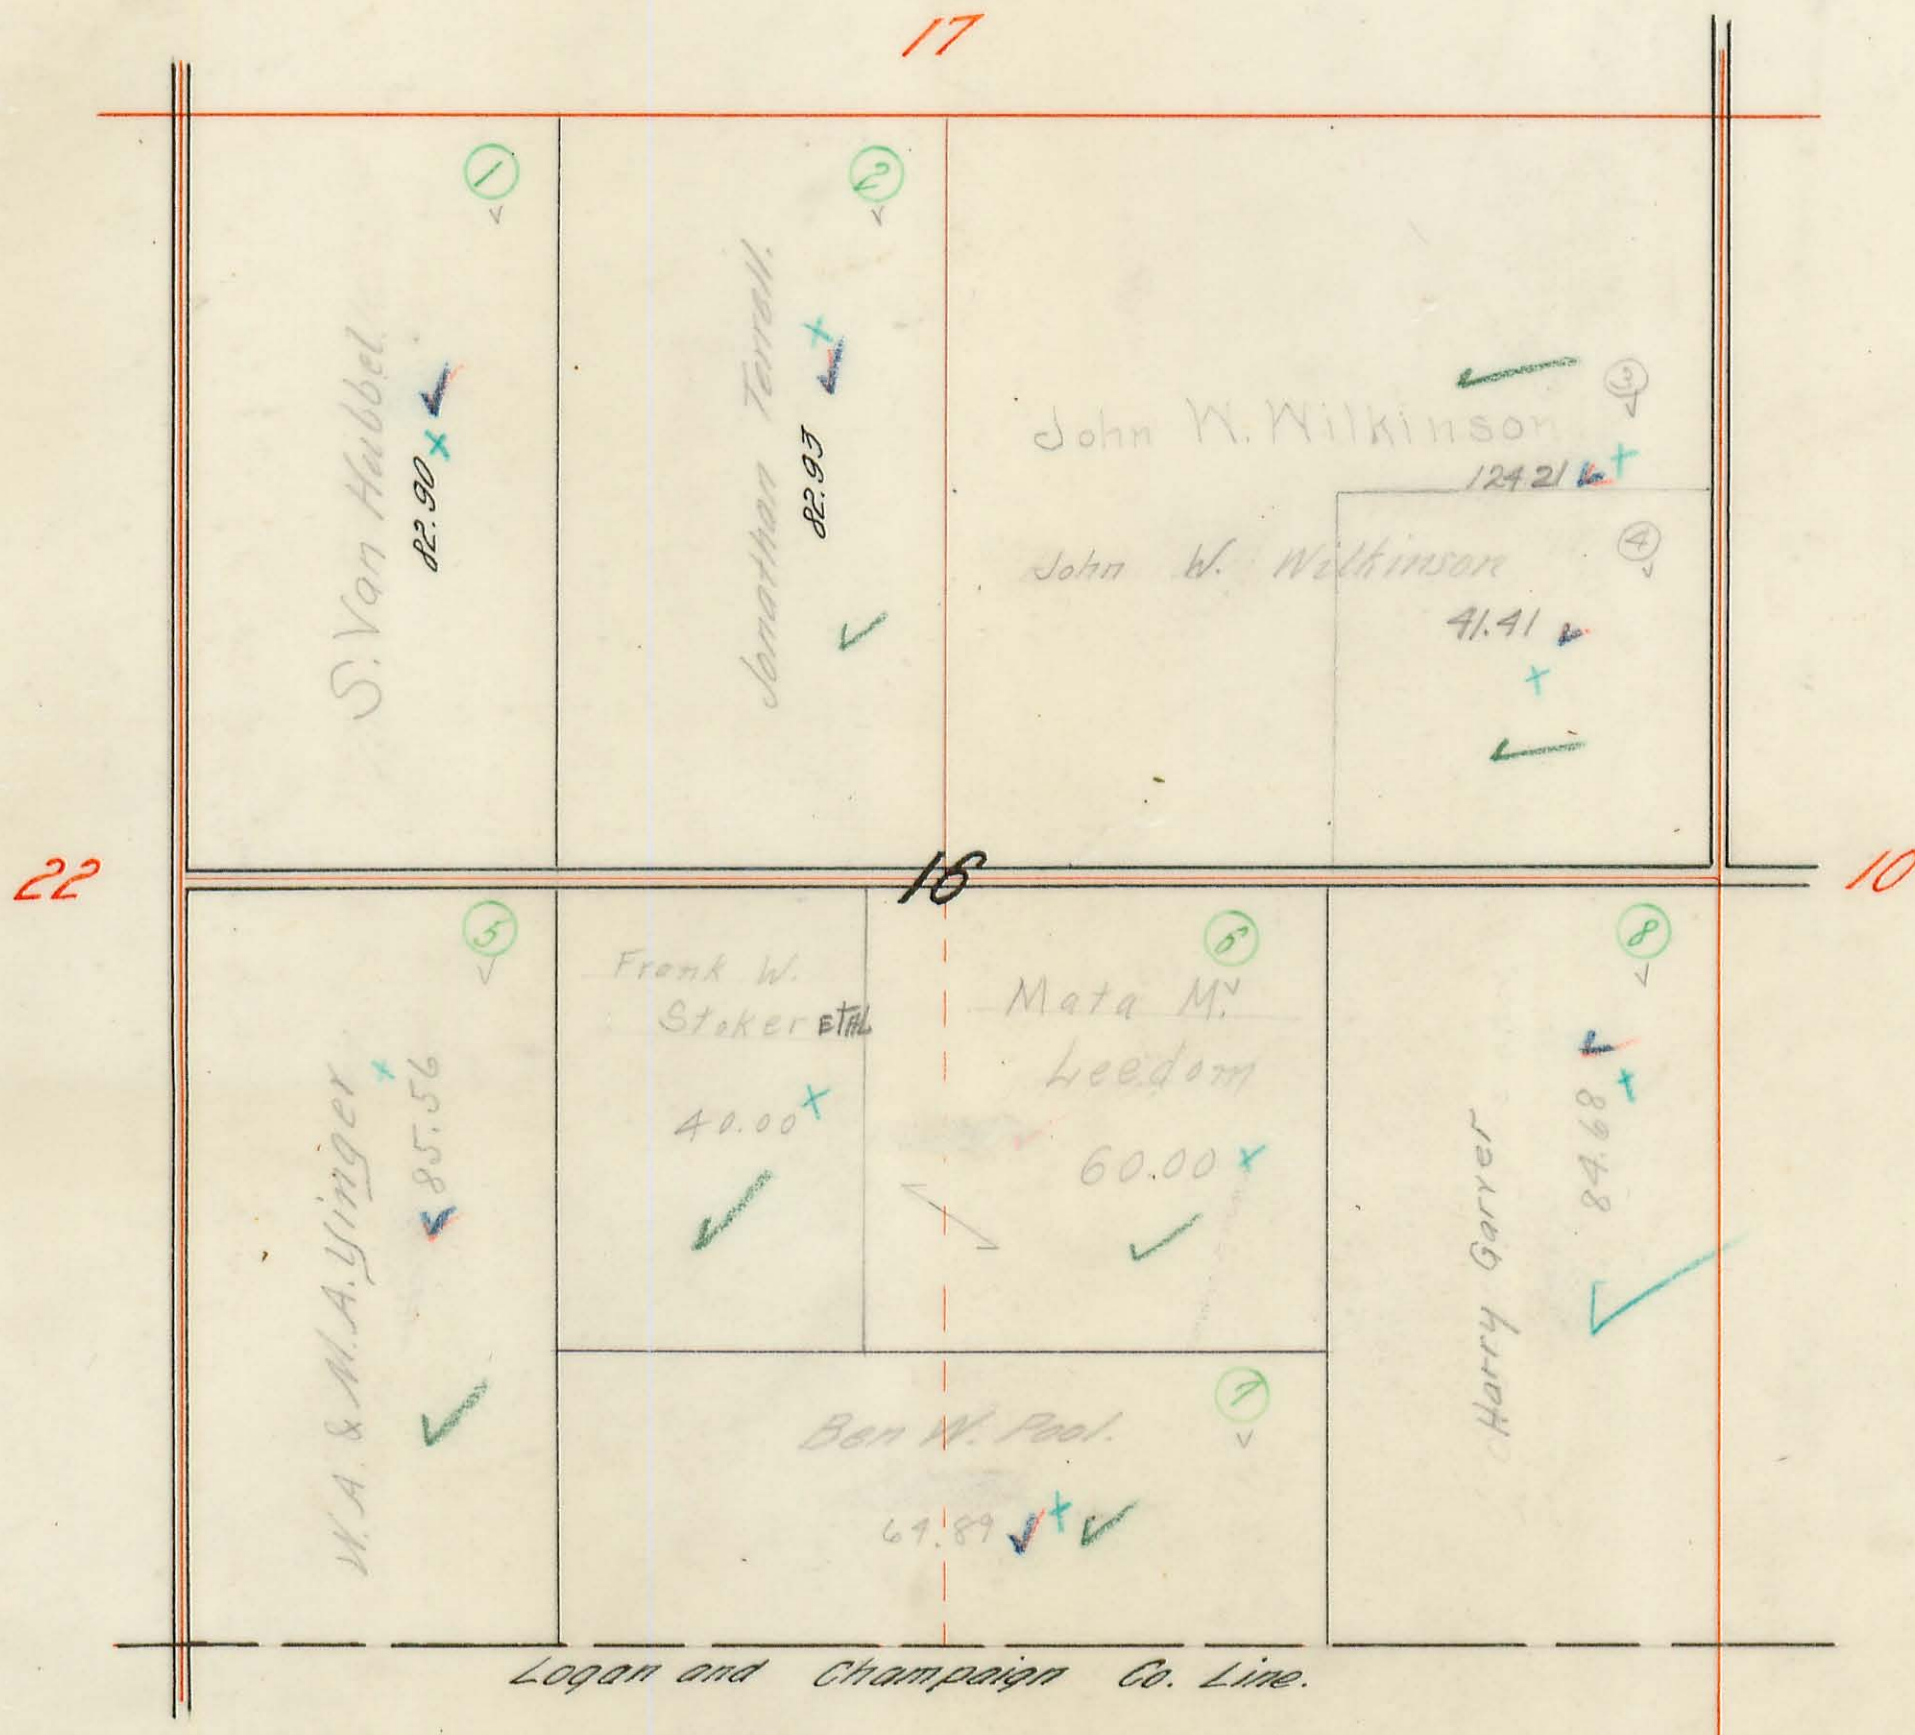 17
1
2
S. Van Hubbel.
82.90
Jonathan Terrall.
82.93
3
John W. Wilkinson
124.21
4
John W. Wilkinson
41.41
22
16
10
5
W. A. & M. A. Yinger
85.56
Frank W.
Stoker ETAL
40.00
6
Mata M.
Leedom
60.00
8
Harry Garver
84.68
7
Ben W. Pool.
64.89
Logan and Champaign Co. Line.